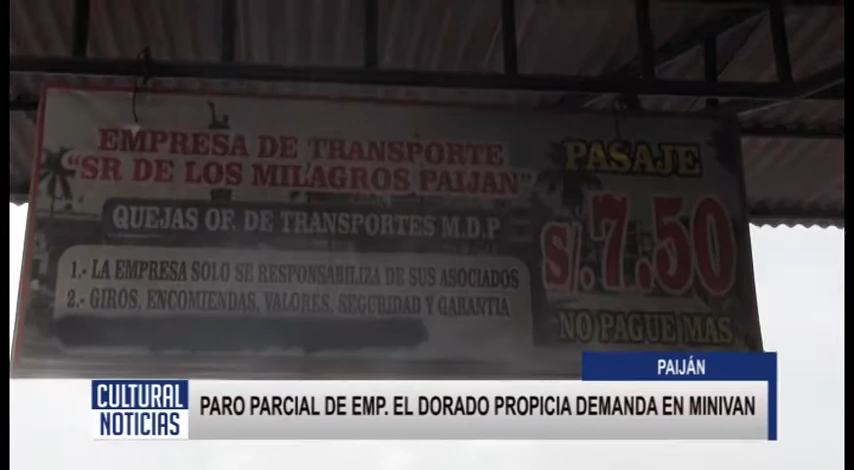 EMPRESA DE TRANSPORTE
"SR DE LOS MILAGROS PAIJAN"
QUEJAS OF. DE TRANSPORTES M.D.P
1.- LA EMPRESA SOLO SE RESPONSABILIZA DE SUS ASOCIADOS
2.- GIROS, ENCOMIENDAS, VALORES, SEGURIDAD Y GARANTIA
PASAJE
S/.7.50
NO PAGUE MAS
PAIJÁN
CULTURAL
NOTICIAS
PARO PARCIAL DE EMP. EL DORADO PROPICIA DEMANDA EN MINIVAN